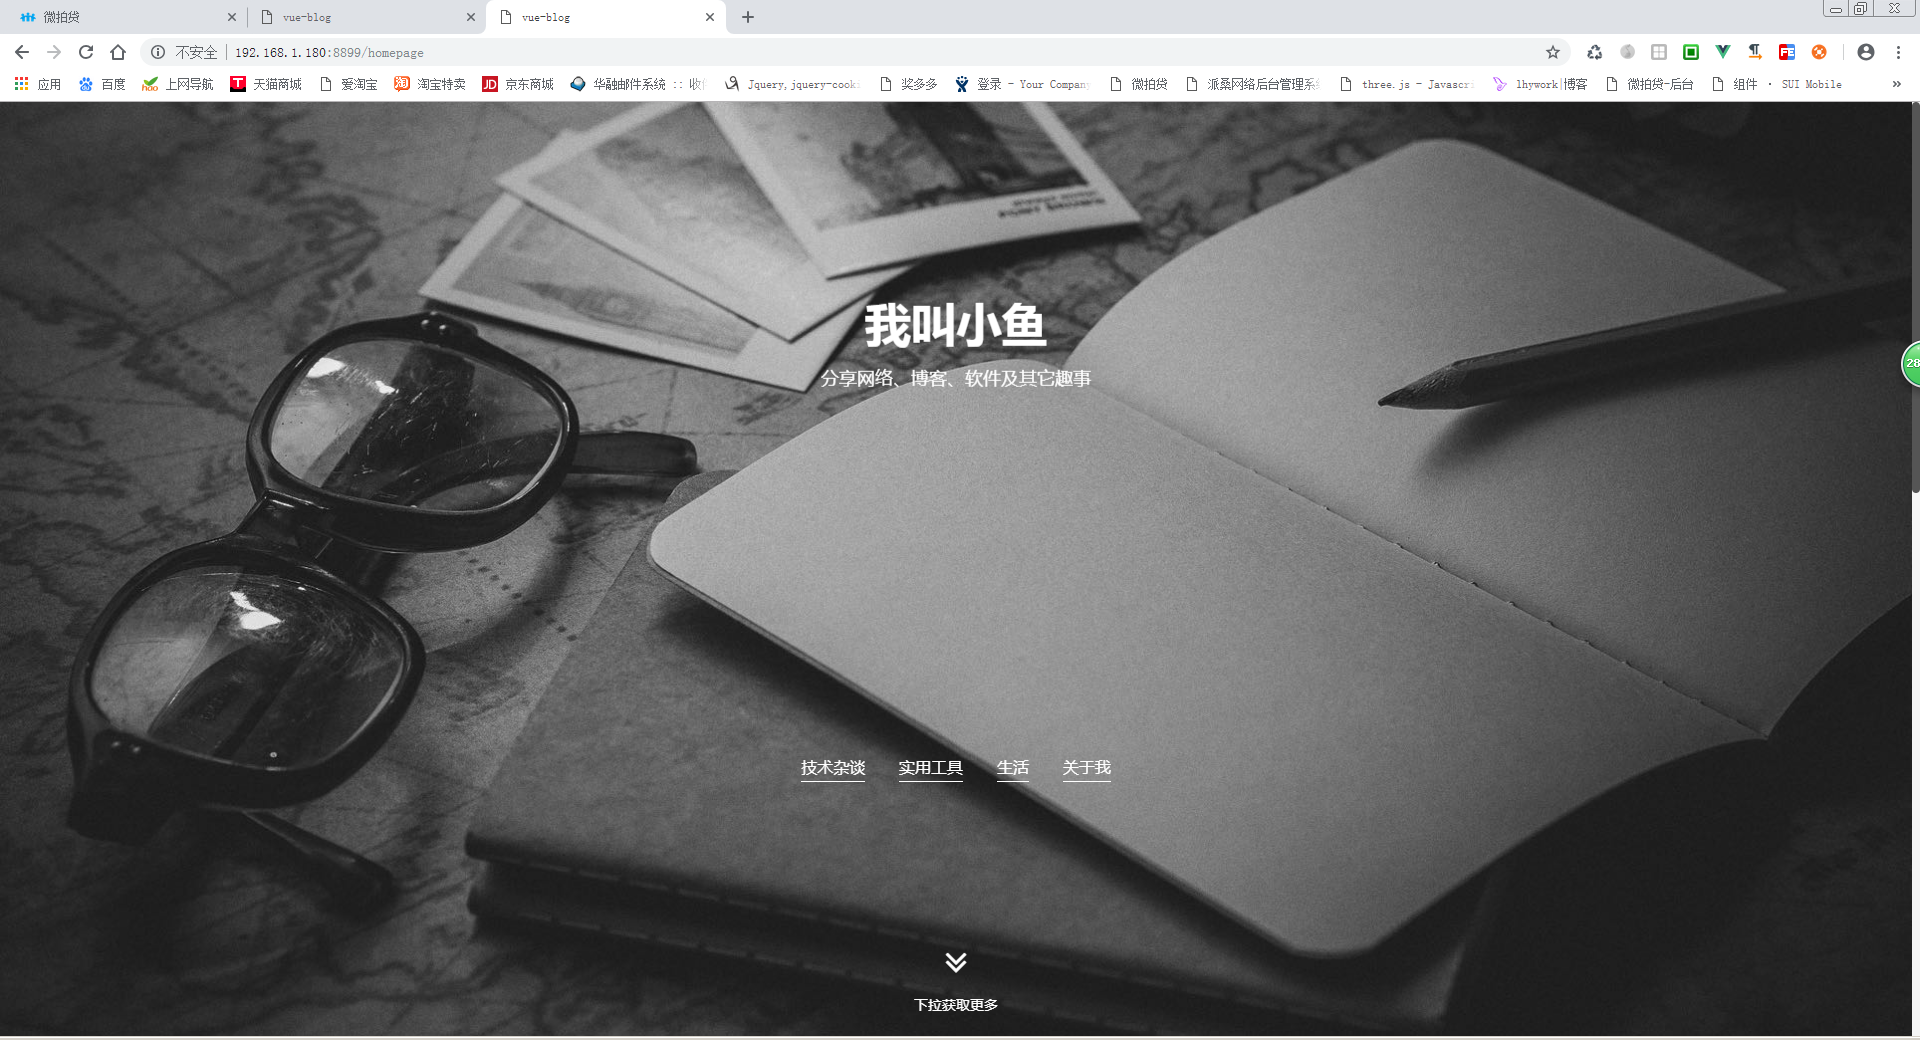 微拍贷
vue-blog
vue-blog
不安全 192.168.1.180:8899/homepage
应用 百度 上网导航 天猫商城 爱淘宝 淘宝特卖 京东商城 华融邮件系统 :: 收 Jquery,jquery-cook 奖多多 登录 - Your Company 微拍贷 派桑网络后台管理系 three.js - Javascr lhywork|博客 微拍贷-后台 组件 · SUI Mobile »
我叫小鱼
分享网络、博客、软件及其它趣事
28
技术杂谈 实用工具 生活 关于我
下拉获取更多